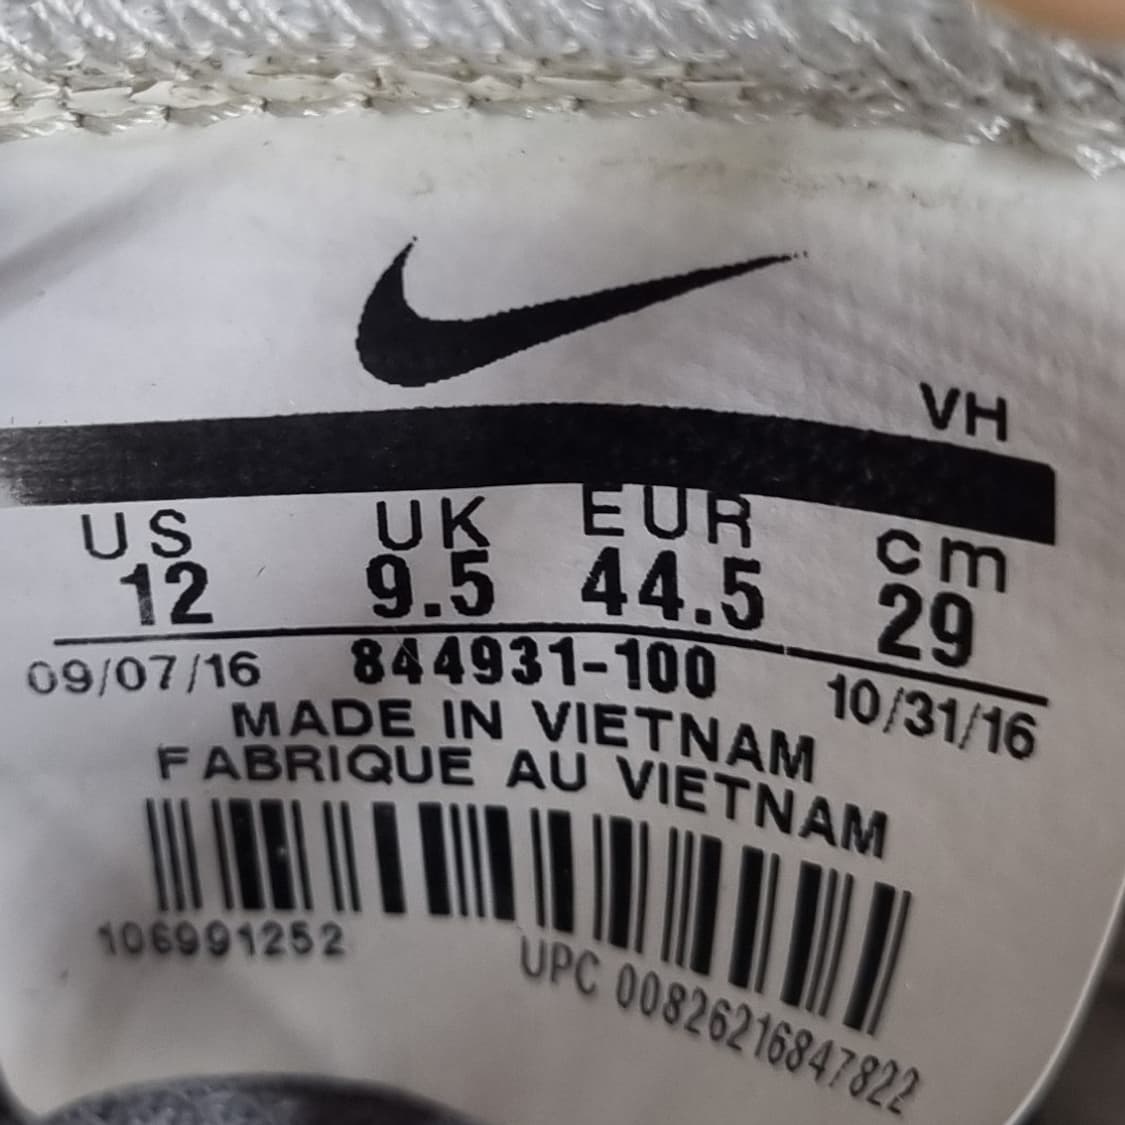 VH
US UK EUR cm
12 9.5 44.5 29
09/07/16 844931-100 10/31/16
MADE IN VIETNAM
FABRIQUE AU VIETNAM
106991252 UPC 00826216847822